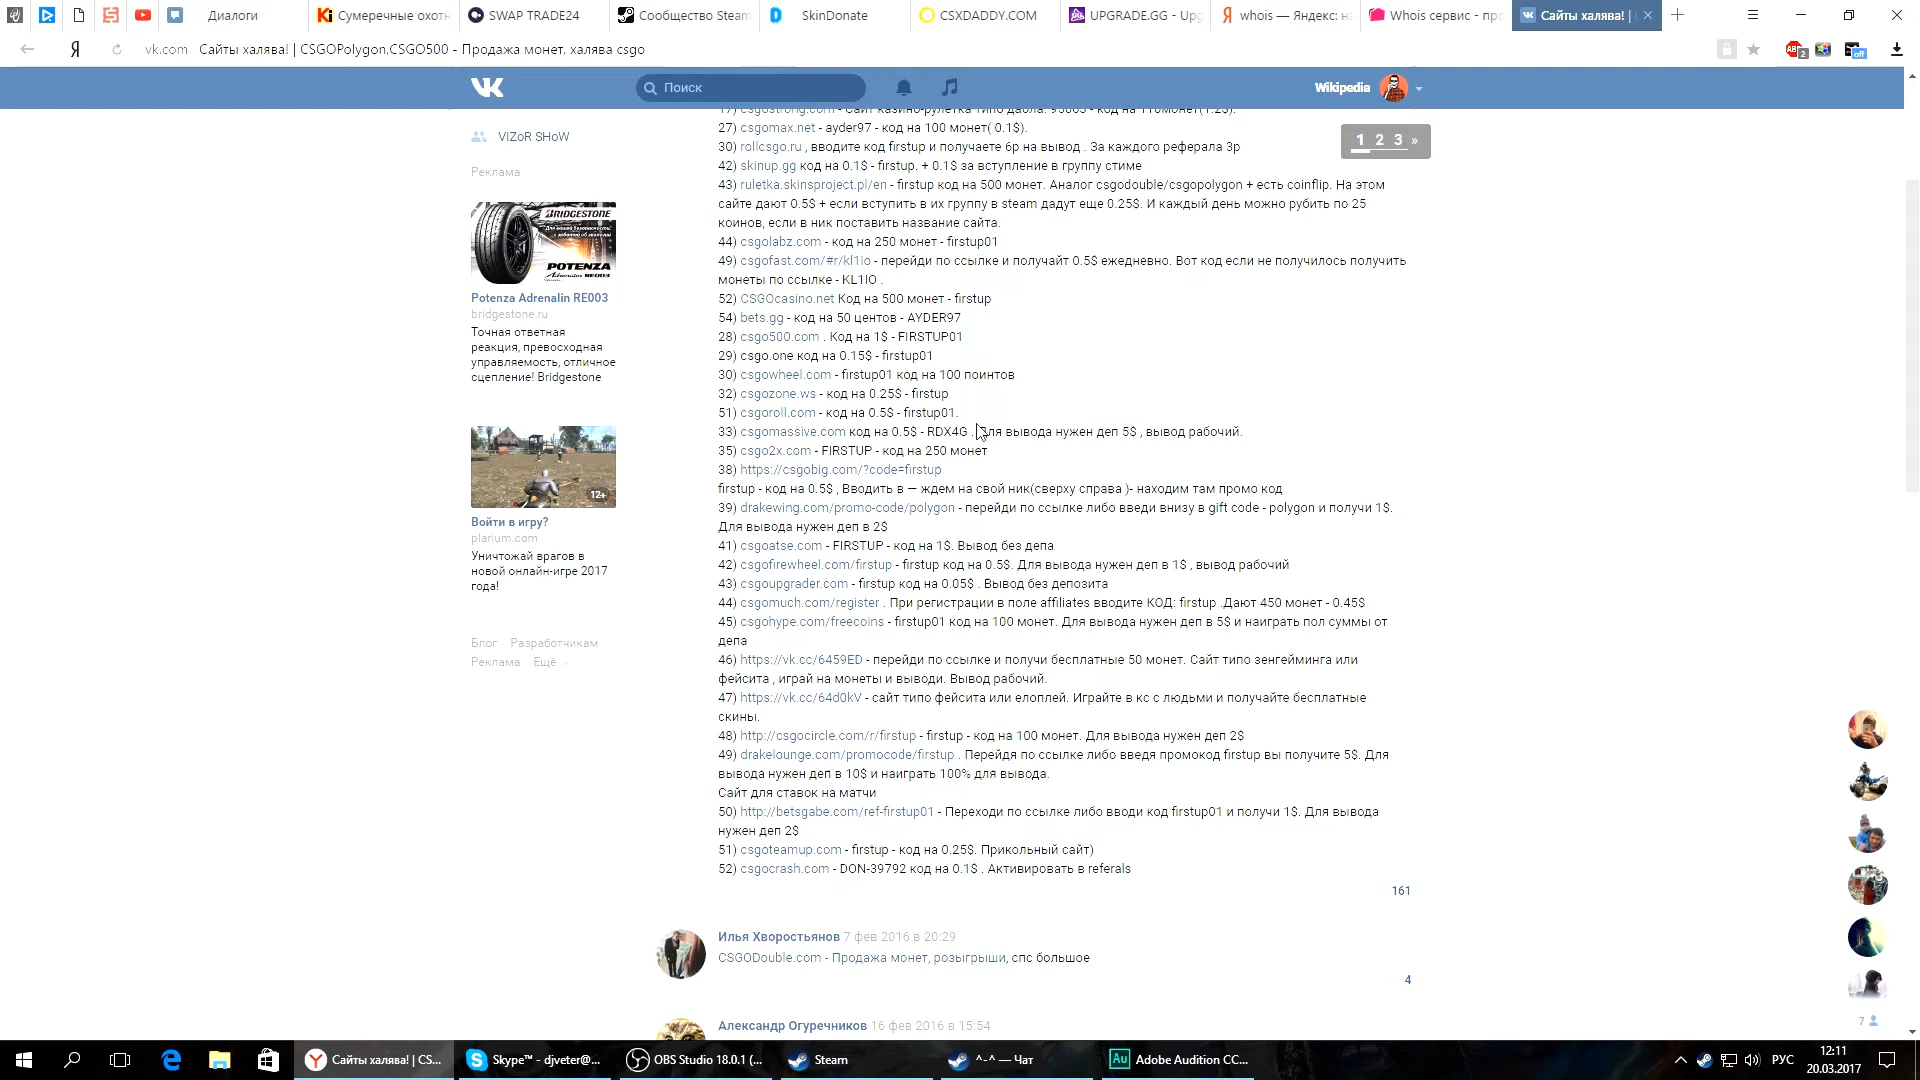 Диалоги
Сумеречные охотн
SWAP TRADE24
Сообщество Steam
SkinDonate
CSXDADDY.COM
UPGRADE.GG - Upg
whois — Яндекс: на
Whois сервис - про
Сайты халява! |
vk.com Сайты халява! | CSGOPolygon,CSGO500 - Продажа монет, халява csgo
Поиск
Wikipedia
VIZoR SHoW
Реклама
BRIDGESTONE
POTENZA
Adrenalin RE003
Potenza Adrenalin RE003
bridgestone.ru
Точная ответная
реакция, превосходная
управляемость, отличное
сцепление! Bridgestone
12+
Войти в игру?
plarium.com
Уничтожай врагов в
новой онлайн-игре 2017
года!
Блог Разработчикам
Реклама Ещё
1 2 3 »
27) csgomax.net - ayder97 - код на 100 монет( 0.1$).
30) rollcsgo.ru , вводите код firstup и получаете 6р на вывод . За каждого реферала 3р
42) skinup.gg код на 0.1$ - firstup. + 0.1$ за вступление в группу стиме
43) ruletka.skinsproject.pl/en - firstup код на 500 монет. Аналог csgodouble/csgopolygon + есть coinflip. На этом
сайте дают 0.5$ + если вступить в их группу в steam дадут еще 0.25$. И каждый день можно рубить по 25
коинов, если в ник поставить название сайта.
44) csgolabz.com - код на 250 монет - firstup01
49) csgofast.com/#r/kl1io - перейди по ссылке и получайт 0.5$ ежедневно. Вот код если не получилось получить
монеты по ссылке - KL1IO .
52) CSGOcasino.net Код на 500 монет - firstup
54) bets.gg - код на 50 центов - AYDER97
28) csgo500.com . Код на 1$ - FIRSTUP01
29) csgo.one код на 0.15$ - firstup01
30) csgowheel.com - firstup01 код на 100 поинтов
32) csgozone.ws - код на 0.25$ - firstup
51) csgoroll.com - код на 0.5$ - firstup01.
33) csgomassive.com код на 0.5$ - RDX4G . Для вывода нужен деп 5$ , вывод рабочий.
35) csgo2x.com - FIRSTUP - код на 250 монет
38) https://csgobig.com/?code=firstup
firstup - код на 0.5$ , Вводить в — ждем на свой ник(сверху справа )- находим там промо код
39) drakewing.com/promo-code/polygon - перейди по ссылке либо введи внизу в gift code - polygon и получи 1$.
Для вывода нужен деп в 2$
41) csgoatse.com - FIRSTUP - код на 1$. Вывод без депа
42) csgofirewheel.com/firstup - firstup код на 0.5$. Для вывода нужен деп в 1$ , вывод рабочий
43) csgoupgrader.com - firstup код на 0.05$ . Вывод без депозита
44) csgomuch.com/register . При регистрации в поле affiliates вводите КОД: firstup .Дают 450 монет - 0.45$
45) csgohype.com/freecoins - firstup01 код на 100 монет. Для вывода нужен деп в 5$ и наиграть пол суммы от
депа
46) https://vk.cc/6459ED - перейди по ссылке и получи бесплатные 50 монет. Сайт типо зенгейминга или
фейсита , играй на монеты и выводи. Вывод рабочий.
47) https://vk.cc/64d0kV - сайт типо фейсита или елоплей. Играйте в кс с людьми и получайте бесплатные
скины.
48) http://csgocircle.com/r/firstup - firstup - код на 100 монет. Для вывода нужен деп 2$
49) drakelounge.com/promocode/firstup . Перейдя по ссылке либо введя промокод firstup вы получите 5$. Для
вывода нужен деп в 10$ и наиграть 100% для вывода.
Сайт для ставок на матчи
50) http://betsgabe.com/ref-firstup01 - Переходи по ссылке либо вводи код firstup01 и получи 1$. Для вывода
нужен деп 2$
51) csgoteamup.com - firstup - код на 0.25$. Прикольный сайт)
52) csgocrash.com - DON-39792 код на 0.1$ . Активировать в referals
161
Илья Хворостьянов 7 фев 2016 в 20:29
CSGODouble.com - Продажа монет, розыгрыши, спс большое
4
Александр Огуречников 16 фев 2016 в 15:54
7
Сайты халява! | CS...
Skype™ - djveter@...
OBS Studio 18.0.1 (...
Steam
^-^ — Чат
Adobe Audition CC...
РУС
12:11
20.03.2017